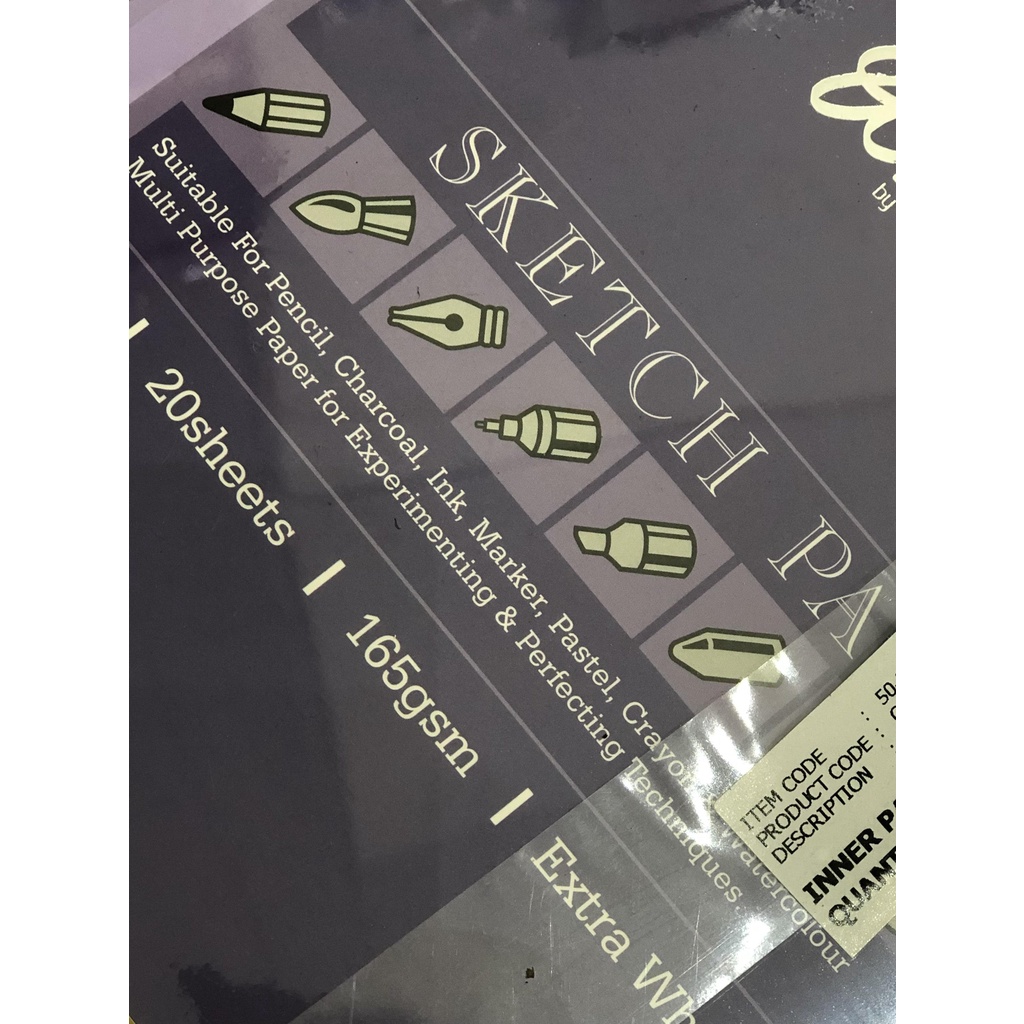 SKETCH PA
by
Suitable For Pencil, Charcoal, Ink, Marker, Pastel, Crayon Watercolour
Multi Purpose Paper for Experimenting & Perfecting Techniques.
20sheets | 165gsm | Extra Wh
ITEM CODE : 50
PRODUCT CODE :
DESCRIPTION :
INNER PA
QUANT